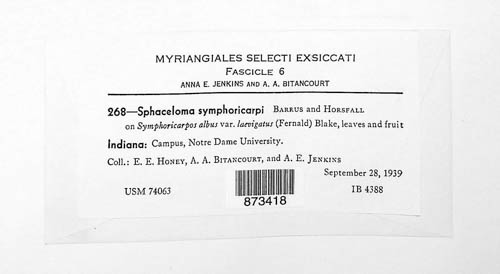 MYRIANGIALES SELECTI EXSICCATI
FASCICLE 6
ANNA E. JENKINS AND A. A. BITANCOURT
268—Sphaceloma symphoricarpi BARRUS and HORSFALL
on Symphoricarpos albus var. laevigatus (Fernald) Blake, leaves and fruit
Indiana: Campus, Notre Dame University.
Coll.: E. E. HONEY, A. A. BITANCOURT, and A. E. JENKINS
September 28, 1939
USM 74063
IB 4388
873418